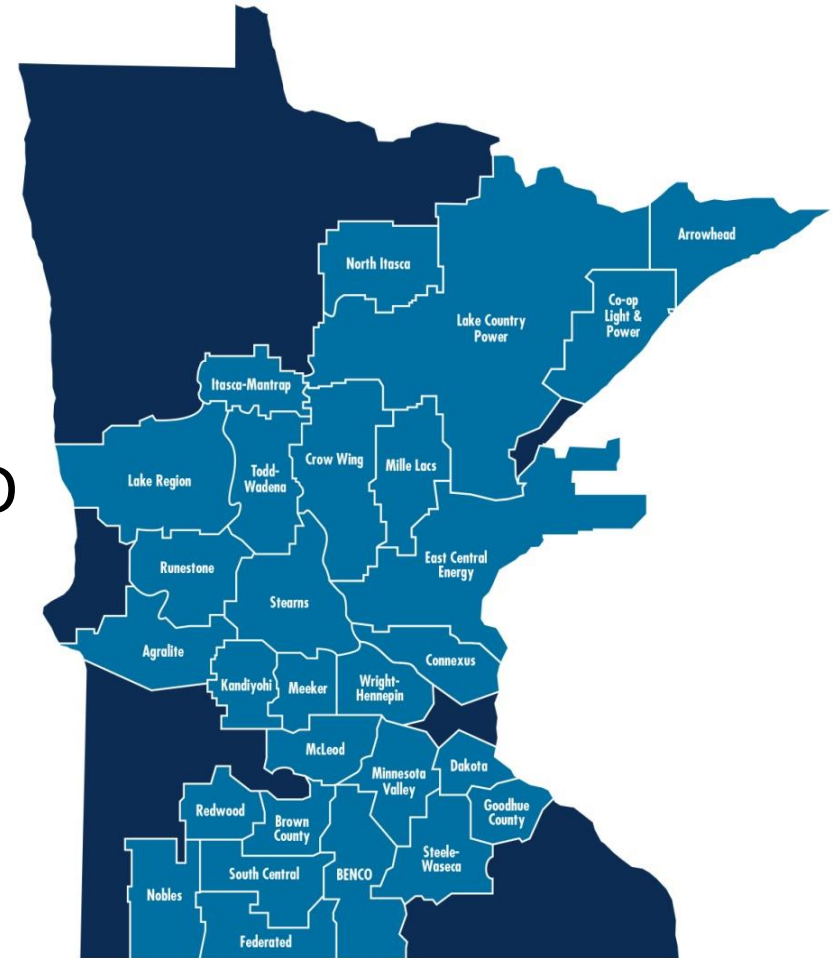 Arrowhead
North Itasca
Co-op
Light &
Power
Lake Country
Power
Itasca-Mantrap
Crow Wing
Mille Lacs
Todd-
Wadena
Lake Region
East Central
Energy
Runestone
Stearns
Agralite
Connexus
Kandiyohi
Meeker
Wright-
Hennepin
McLeod
Minnesota
Valley
Dakota
Redwood
Brown
County
Goodhue
County
Steele-
Waseca
South Central
BENCO
Nobles
Federated